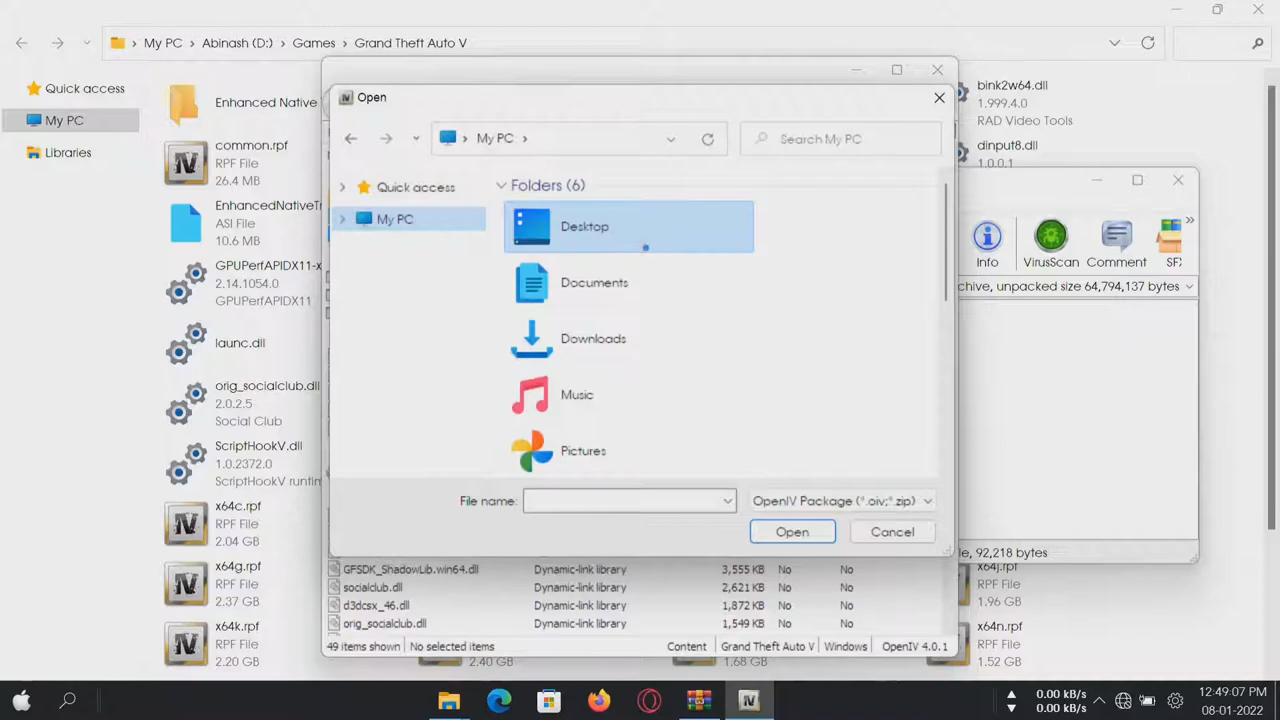 My PC > Abinash (D:) > Games > Grand Theft Auto V
Quick access
My PC
Libraries
Enhanced Native
common.rpf
RPF File
26.4 MB
EnhancedNativeTr
ASI File
10.6 MB
GPUPerfAPIDX11-x
2.14.1054.0
GPUPerfAPIDX11
launc.dll
orig_socialclub.dll
2.0.2.5
Social Club
ScriptHookV.dll
1.0.2372.0
ScriptHookV runtim
x64c.rpf
RPF File
2.04 GB
x64g.rpf
RPF File
2.37 GB
x64k.rpf
RPF File
2.20 GB
Open
My PC >
Search My PC
Quick access
My PC
Folders (6)
Desktop
Documents
Downloads
Music
Pictures
File name:
OpenIV Package (*.oiv;*.zip)
Open
Cancel
GFSDK_ShadowLib.win64.dll Dynamic-link library 3,555 KB No No
socialclub.dll Dynamic-link library 2,621 KB No No
d3dcsx_46.dll Dynamic-link library 1,872 KB No No
orig_socialclub.dll Dynamic-link library 1,549 KB No No
49 items shown No selected items Content Grand Theft Auto V Windows OpenIV 4.0.1
2.40 GB
1.68 GB
bink2w64.dll
1.999.4.0
RAD Video Tools
dinput8.dll
1.0.0.1
Info
VirusScan
Comment
SFX
chive, unpacked size 64,794,137 bytes
le, 92,218 bytes
x64j.rpf
RPF File
1.96 GB
x64n.rpf
RPF File
1.52 GB
0.00 kB/s
0.00 kB/s
12:49:07 PM
08-01-2022